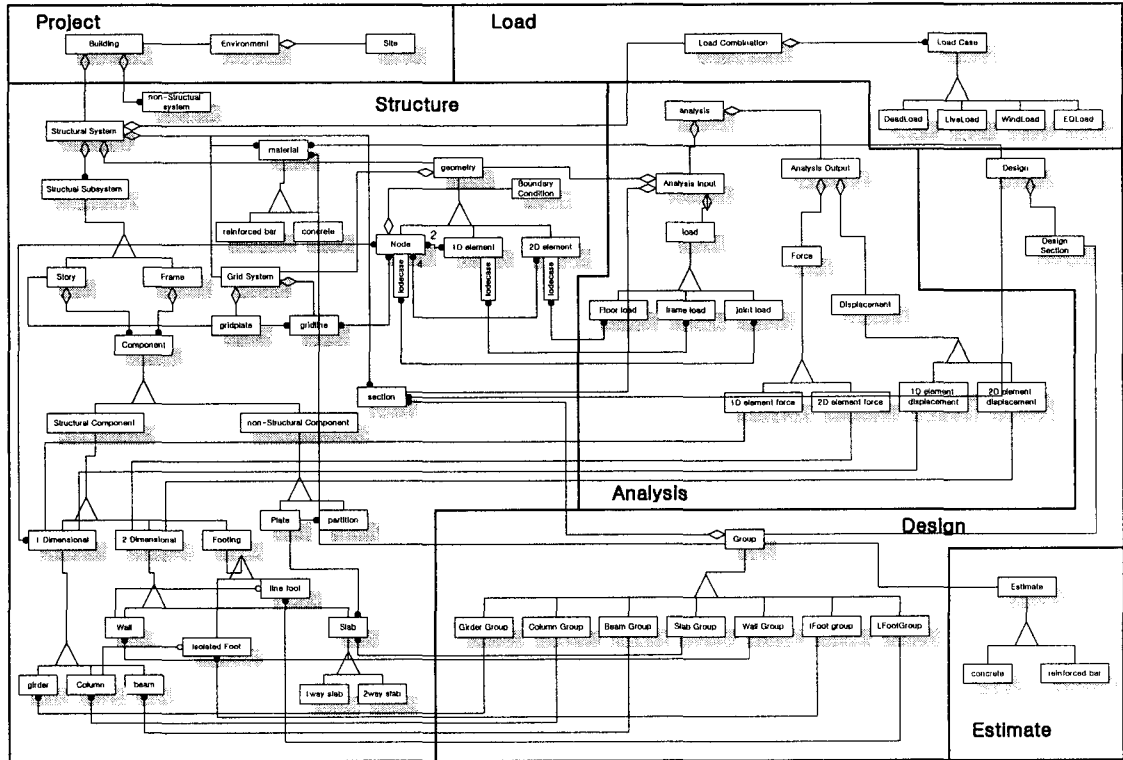 Project
Load
Building
Environment
Site
Load Combination
Load Case
non-Structual
system
Structure
Structural System
material
analysis
DeadLoad
LiveLoad
WindLoad
EQLoad
geometry
Analysis Output
Design
Structual Subsystem
Boundary
Condition
Analysis Input
reinforced bar
concrete
load
Node
2
1D element
2D element
Design
Section
Force
Story
Frame
Grid System
4
lodecase
lodecase
lodecase
Displacement
gridplate
gridline
Floor load
frame load
joint load
Component
section
1D element force
2D element force
1D element
displacement
2D element
displacement
Structural Component
non-Structural Component
Analysis
Plate
partition
Design
1 Dimensional
2 Dimensional
Footing
Group
line foot
Estimate
Wall
Slab
Girder Group
Column Group
Beam Group
Slab Group
Wall Group
IFoot group
LFootGroup
Isolated Foot
girder
Column
beam
1way slab
2way slab
concrete
reinforced bar
Estimate